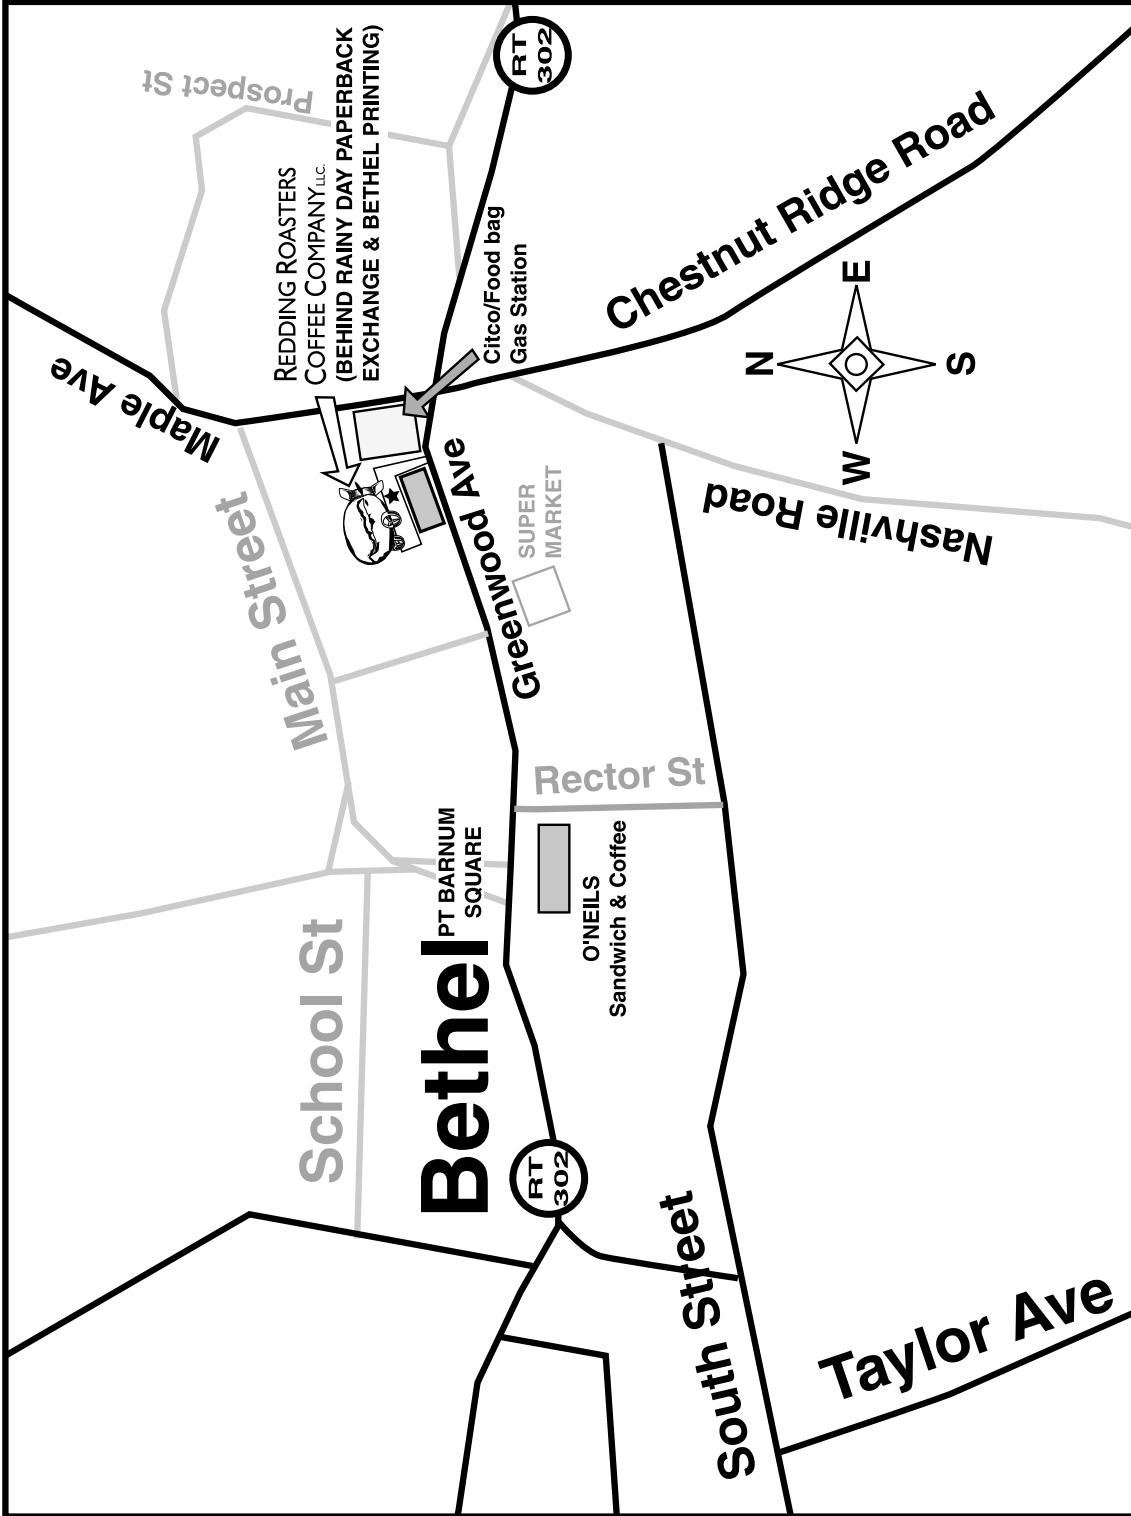 Prospect St
RT
302
REDDING ROASTERS
COFFEE COMPANY LLC.
(BEHIND RAINY DAY PAPERBACK
EXCHANGE & BETHEL PRINTING)
Citco/Food bag
Gas Station
Chestnut Ridge Road
Maple Ave
N
E
S
W
Main Street
Greenwood Ave
SUPER
MARKET
Nashville Road
Rector St
PT BARNUM
SQUARE
O'NEILS
Sandwich & Coffee
School St
Bethel
RT
302
South Street
Taylor Ave